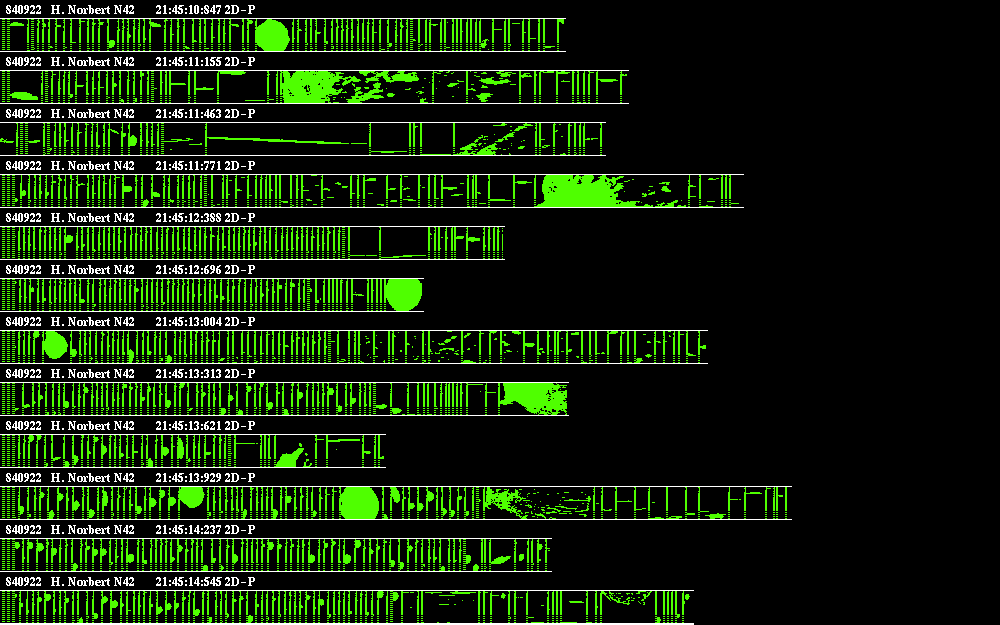 840922 H. Norbert N42 21:45:10:847 2D-P
840922 H. Norbert N42 21:45:11:155 2D-P
840922 H. Norbert N42 21:45:11:463 2D-P
840922 H. Norbert N42 21:45:11:771 2D-P
840922 H. Norbert N42 21:45:12:388 2D-P
840922 H. Norbert N42 21:45:12:696 2D-P
840922 H. Norbert N42 21:45:13:004 2D-P
840922 H. Norbert N42 21:45:13:313 2D-P
840922 H. Norbert N42 21:45:13:621 2D-P
840922 H. Norbert N42 21:45:13:929 2D-P
840922 H. Norbert N42 21:45:14:237 2D-P
840922 H. Norbert N42 21:45:14:545 2D-P